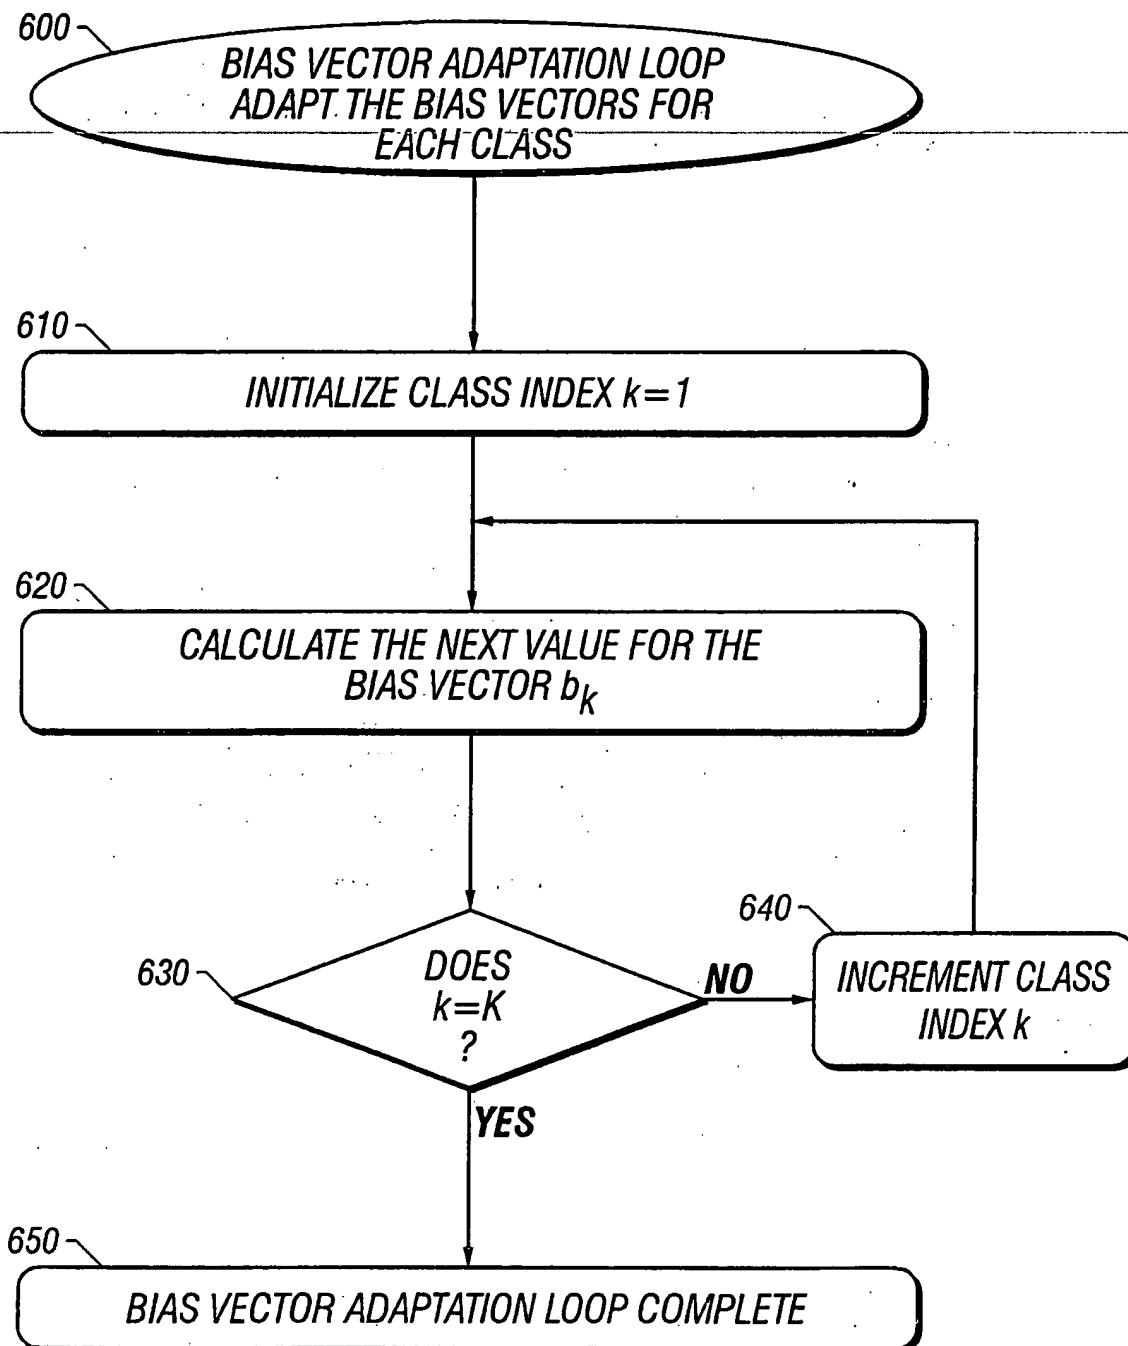 600
BIAS VECTOR ADAPTATION LOOP
ADAPT THE BIAS VECTORS FOR
EACH CLASS
610
INITIALIZE CLASS INDEX k=1
620
CALCULATE THE NEXT VALUE FOR THE
BIAS VECTOR bk
630
DOES
k=K
?
NO
640
INCREMENT CLASS
INDEX k
YES
650
BIAS VECTOR ADAPTATION LOOP COMPLETE